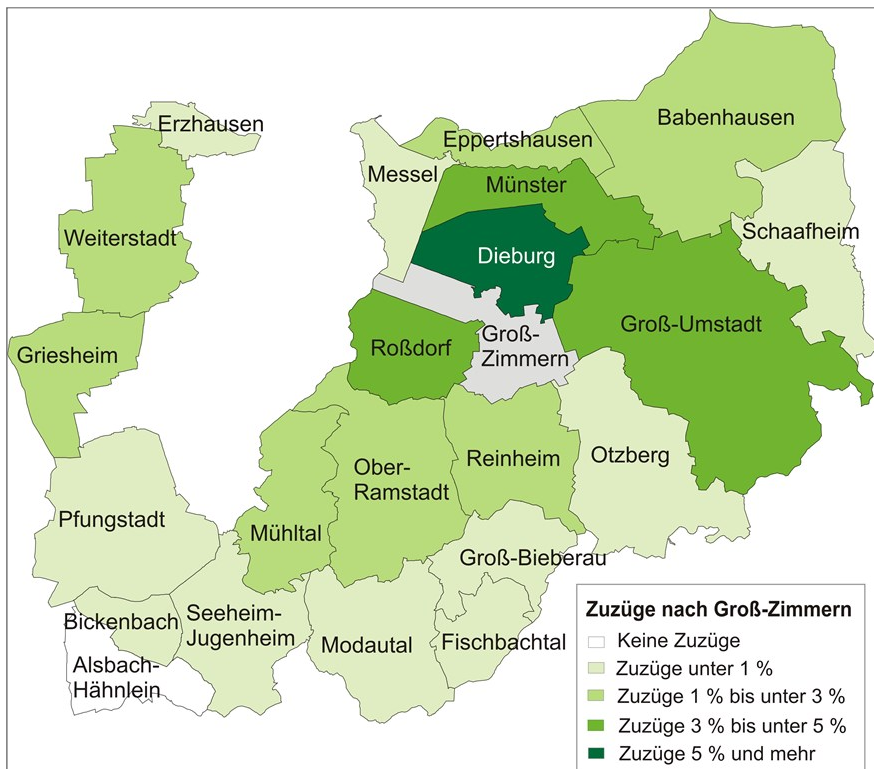 Erzhausen
Babenhausen
Eppertshausen
Messel
Münster
Weiterstadt
Schaafheim
Dieburg
Groß-Umstadt
Griesheim
Roßdorf
Groß-
Zimmern
Otzberg
Reinheim
Ober-
Ramstadt
Pfungstadt
Mühltal
Groß-Bieberau
Bickenbach
Seeheim-
Jugenheim
Modautal
Fischbachtal
Alsbach-
Hähnlein
Zuzüge nach Groß-Zimmern
Keine Zuzüge
Zuzüge unter 1 %
Zuzüge 1 % bis unter 3 %
Zuzüge 3 % bis unter 5 %
Zuzüge 5 % und mehr